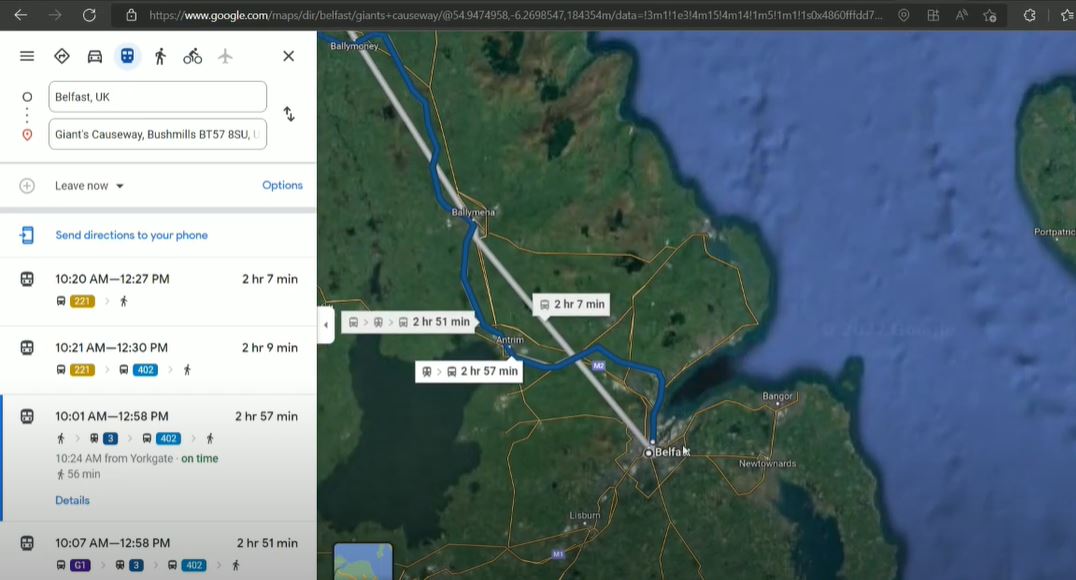 https://www.google.com/maps/dir/belfast/giants+causeway/@54.9474958,-6.2698547,184354m/data=!3m1!1e3!4m15!4m14!1m5!1m1!1s0x4860fffdd7...
Belfast, UK
Giant's Causeway, Bushmills BT57 8SU, U
Leave now
Options
Send directions to your phone
10:20 AM—12:27 PM 2 hr 7 min
221
10:21 AM—12:30 PM 2 hr 9 min
221 402
10:01 AM—12:58 PM 2 hr 57 min
3 402
10:24 AM from Yorkgate · on time
56 min
Details
10:07 AM—12:58 PM 2 hr 51 min
G1 3 402
Ballymoney
Ballymena
2 hr 7 min
2 hr 51 min
Antrim
2 hr 57 min
M2
Bangor
Belfast
Newtownards
Lisburn
M1
Portpatric